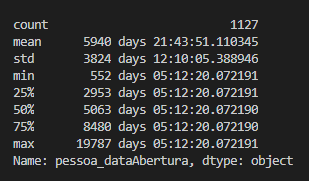 count 1127
mean 5940 days 21:43:51.110345
std 3824 days 12:10:05.388946
min 552 days 05:12:20.072191
25% 2953 days 05:12:20.072191
50% 5063 days 05:12:20.072190
75% 8480 days 05:12:20.072190
max 19787 days 05:12:20.072191
Name: pessoa_dataAbertura, dtype: object